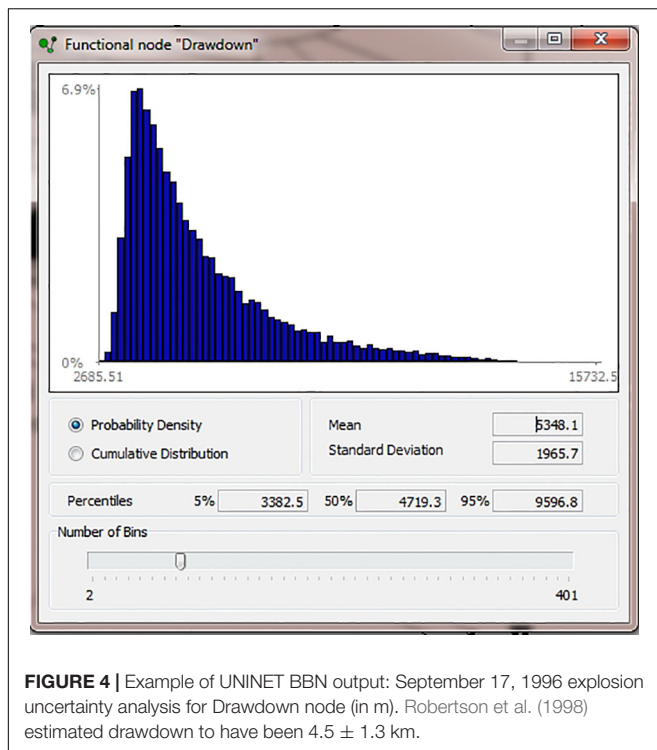 Functional node "Drawdown"
6.9%
0%
2685.51 15732.5
Probability Density
Cumulative Distribution
Mean 5348.1
Standard Deviation 1965.7
Percentiles 5% 3382.5 50% 4719.3 95% 9596.8
Number of Bins
2 401
FIGURE 4 | Example of UNINET BBN output: September 17, 1996 explosion
uncertainty analysis for Drawdown node (in m). Robertson et al. (1998)
estimated drawdown to have been 4.5 ± 1.3 km.